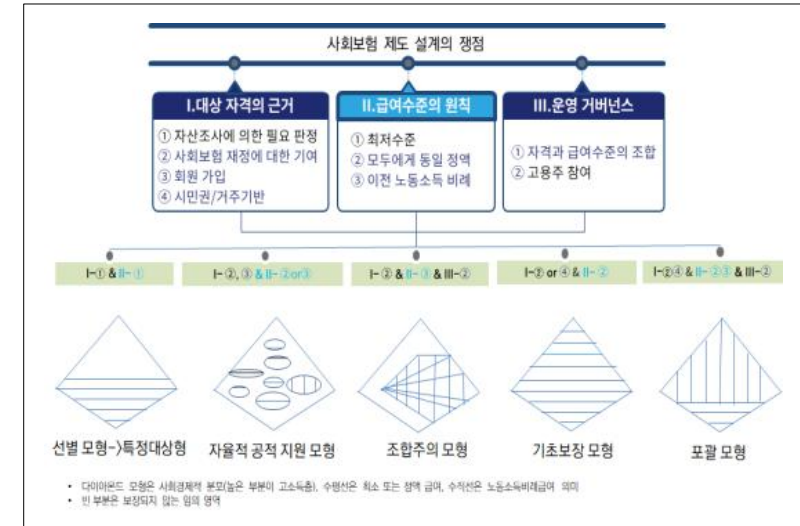 사회보험 제도 설계의 쟁점
I.대상 자격의 근거
① 자산조사에 의한 필요 판정
② 사회보험 재정에 대한 기여
③ 회원 가입
④ 시민권/거주기반
II.급여수준의 원칙
① 최저수준
② 모두에게 동일 정액
③ 이전 노동소득 비례
III.운영 거버넌스
① 자격과 급여수준의 조합
② 고용주 참여
I-① & II-①
I-②, ③ & II-②or③
I-② & II-③ & III-②
I-② or ④ & II-②
I-②④ & II-②③ & III-②
선별 모형->특정대상형
자율적 공적 지원 모형
조합주의 모형
기초보장 모형
포괄 모형
• 다이아몬드 모형은 사회경제적 분포(높은 부분이 고소득층), 수평선은 최소 또는 정액 급여, 수직선은 노동소득비례급여 의미
• 빈 부분은 보장되지 않는 임의 영역